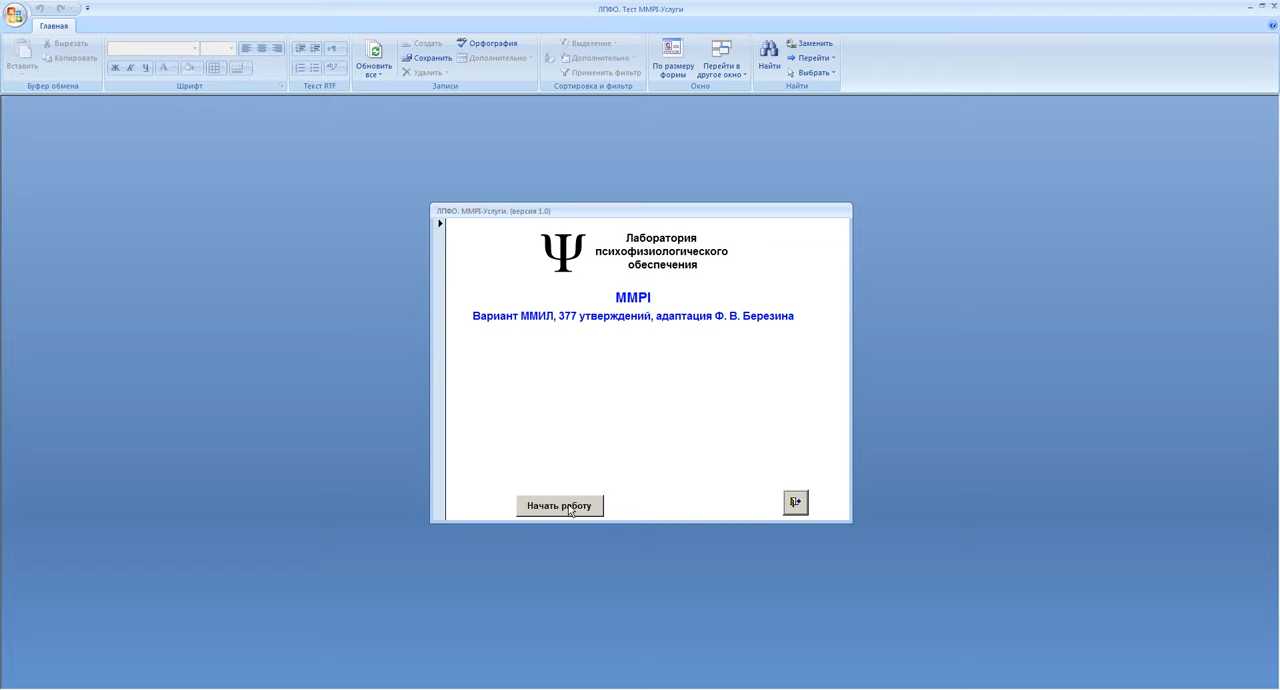 ЛПФО. Тест MMPI-Услуги
Главная
Вставить
Вырезать
Копировать
Буфер обмена
Ж К Ч А
Шрифт
Текст RTF
Обновить
все
Создать
Сохранить
Удалить
Орфография
Дополнительно
Записи
Выделение
Дополнительно
Применить фильтр
Сортировка и фильтр
По размеру
формы
Перейти в
другое окно
Окно
Найти
Заменить
Перейти
Выбрать
Найти
ЛПФО. MMPI-Услуги. (версия 1.0)
Ψ
Лаборатория
психофизиологического
обеспечения
MMPI
Вариант ММИЛ, 377 утверждений, адаптация Ф. В. Березина
Начать работу